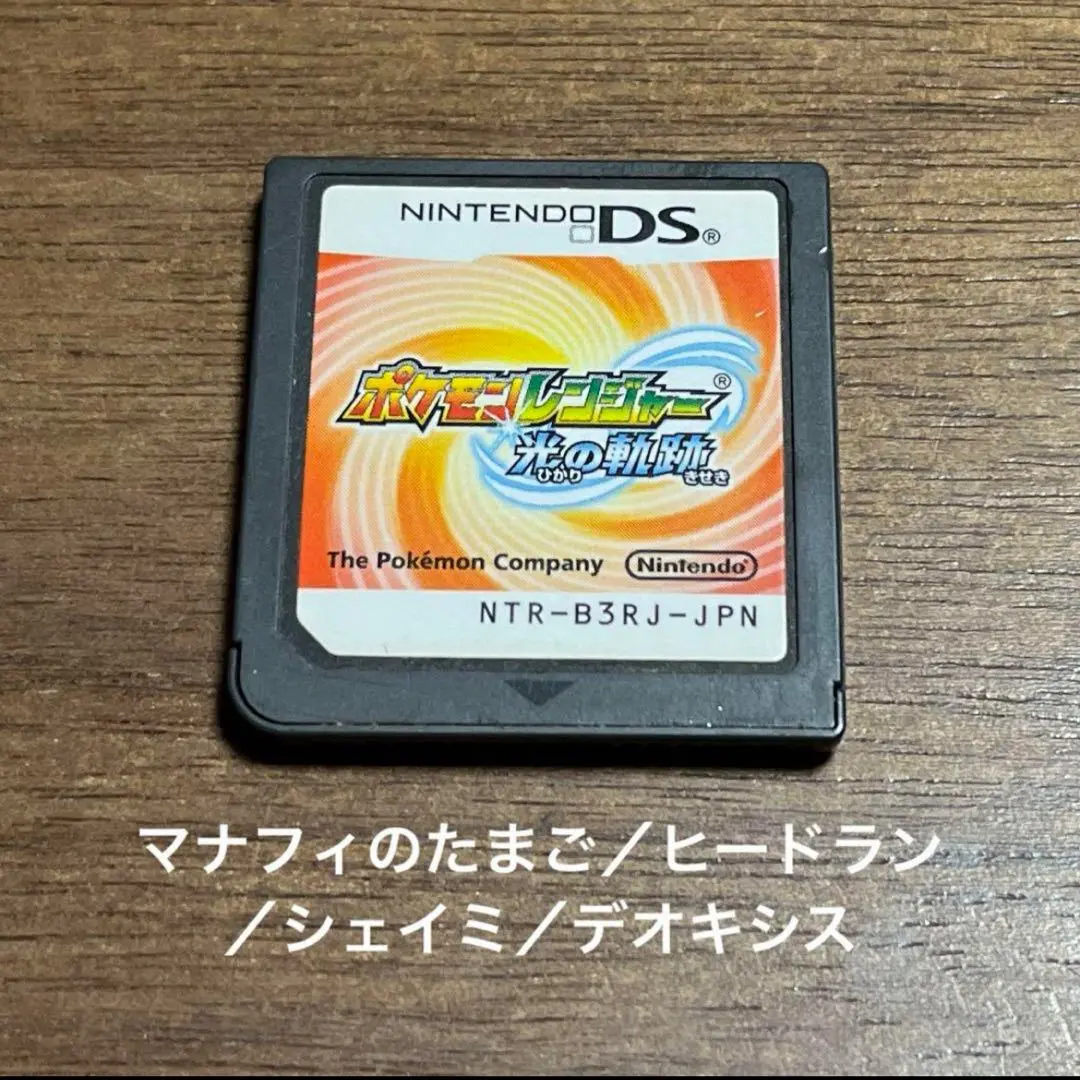 NINTENDO DS®
ポケモンレンジャー®
光の軌跡
ひかり きせき
The Pokémon Company Nintendo®
NTR-B3RJ-JPN
マナフィのたまご/ヒードラン
/シェイミ/デオキシス